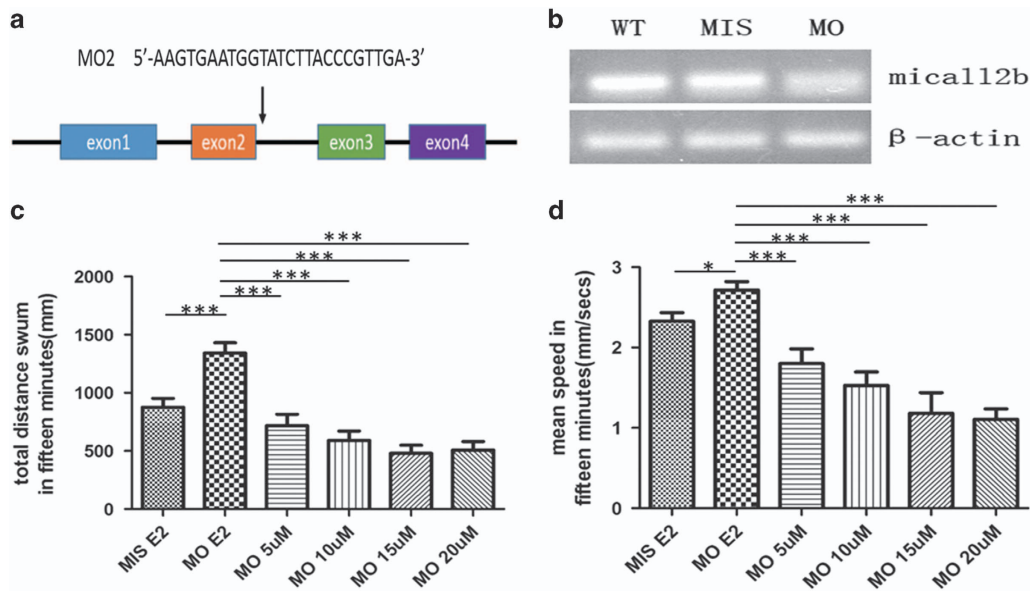 a
MO2 5′-AAGTGAATGGTATCTTACCCGTTGA-3′
exon1 exon2 exon3 exon4
b
WT MIS MO
micall2b
β-actin
c
total distance swum
in fifteen minutes(mm)
2000
1500
1000
500
0
***
***
***
***
***
MIS E2
MO E2
MO 5uM
MO 10uM
MO 15uM
MO 20uM
d
mean speed in
fifteen minutes(mm/secs)
3
2
1
0
***
***
***
***
*
MIS E2
MO E2
MO 5uM
MO 10uM
MO 15uM
MO 20uM